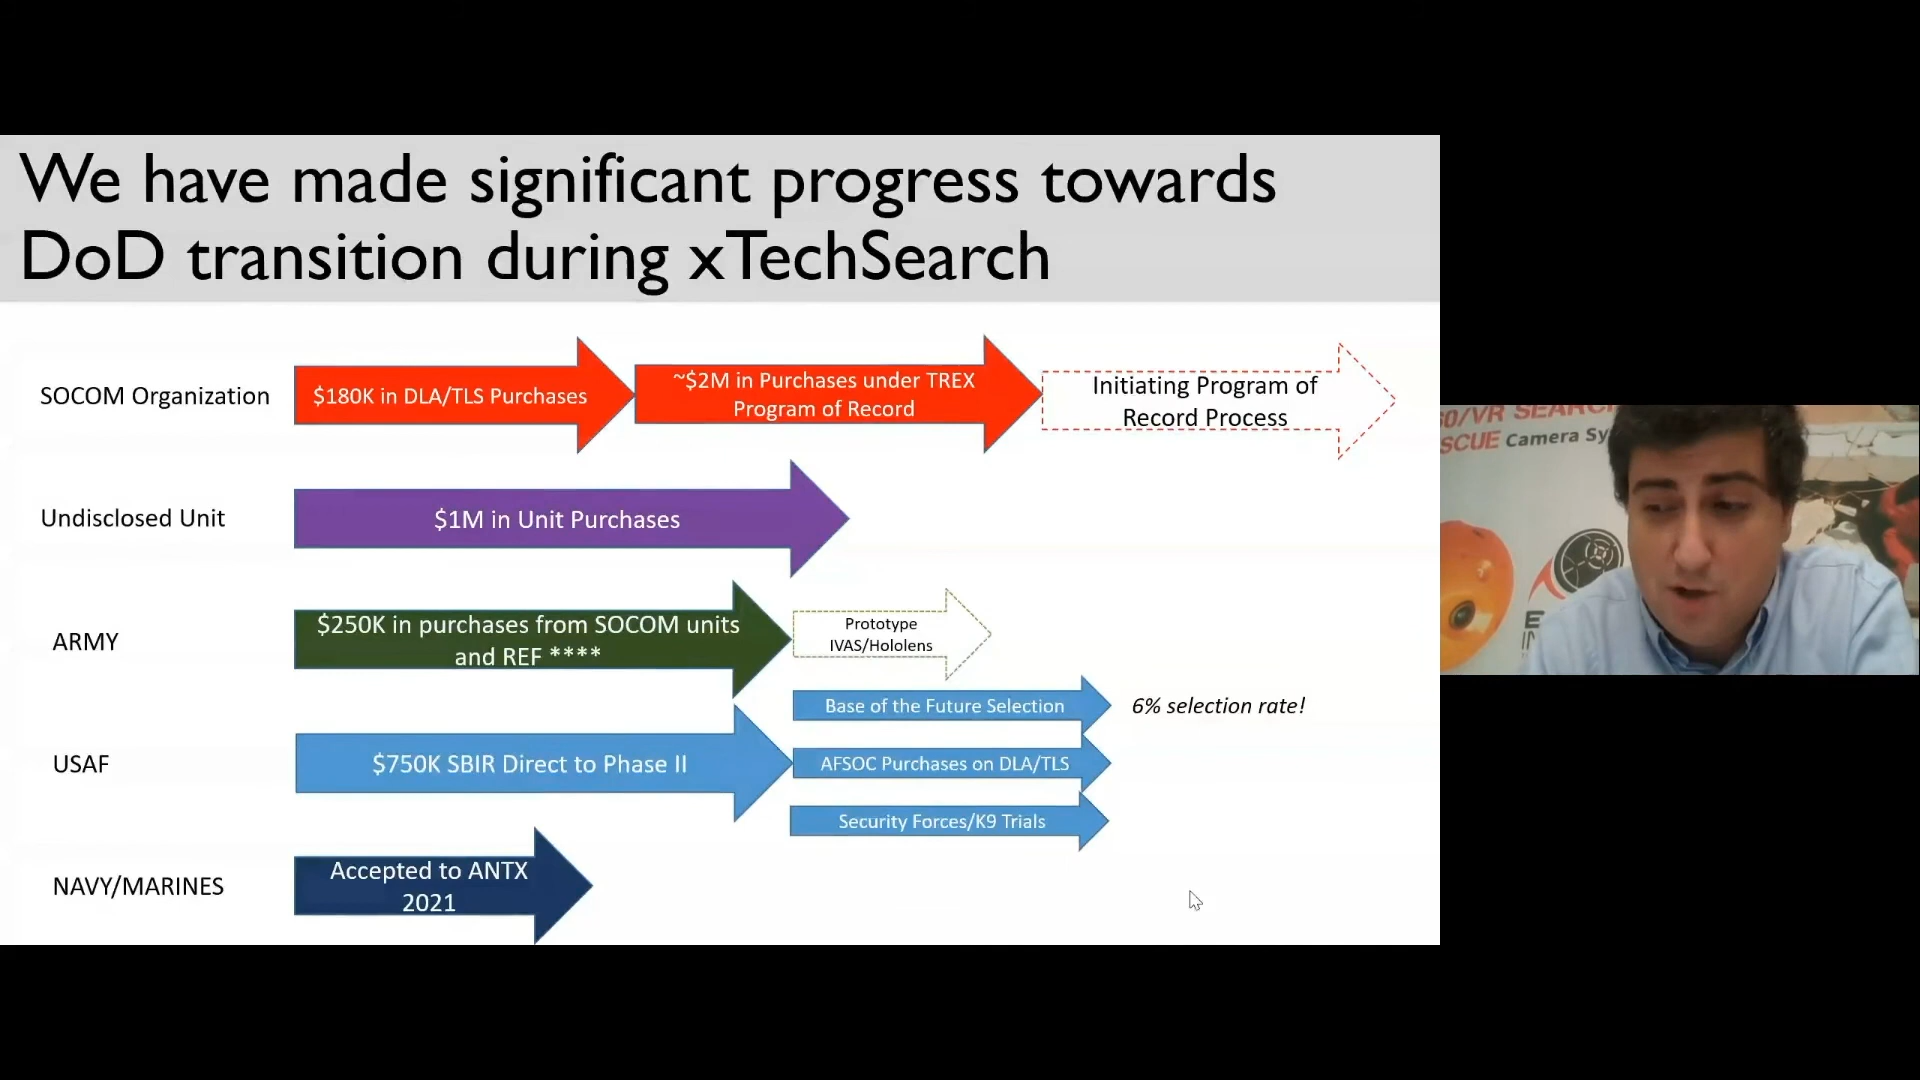 We have made significant progress towards
DoD transition during xTechSearch
SOCOM Organization
$180K in DLA/TLS Purchases
~$2M in Purchases under TREX
Program of Record
Initiating Program of
Record Process
Undisclosed Unit
$1M in Unit Purchases
ARMY
$250K in purchases from SOCOM units
and REF ****
Prototype
IVAS/Hololens
Base of the Future Selection
6% selection rate!
USAF
$750K SBIR Direct to Phase II
AFSOC Purchases on DLA/TLS
Security Forces/K9 Trials
NAVY/MARINES
Accepted to ANTX
2021
Camera